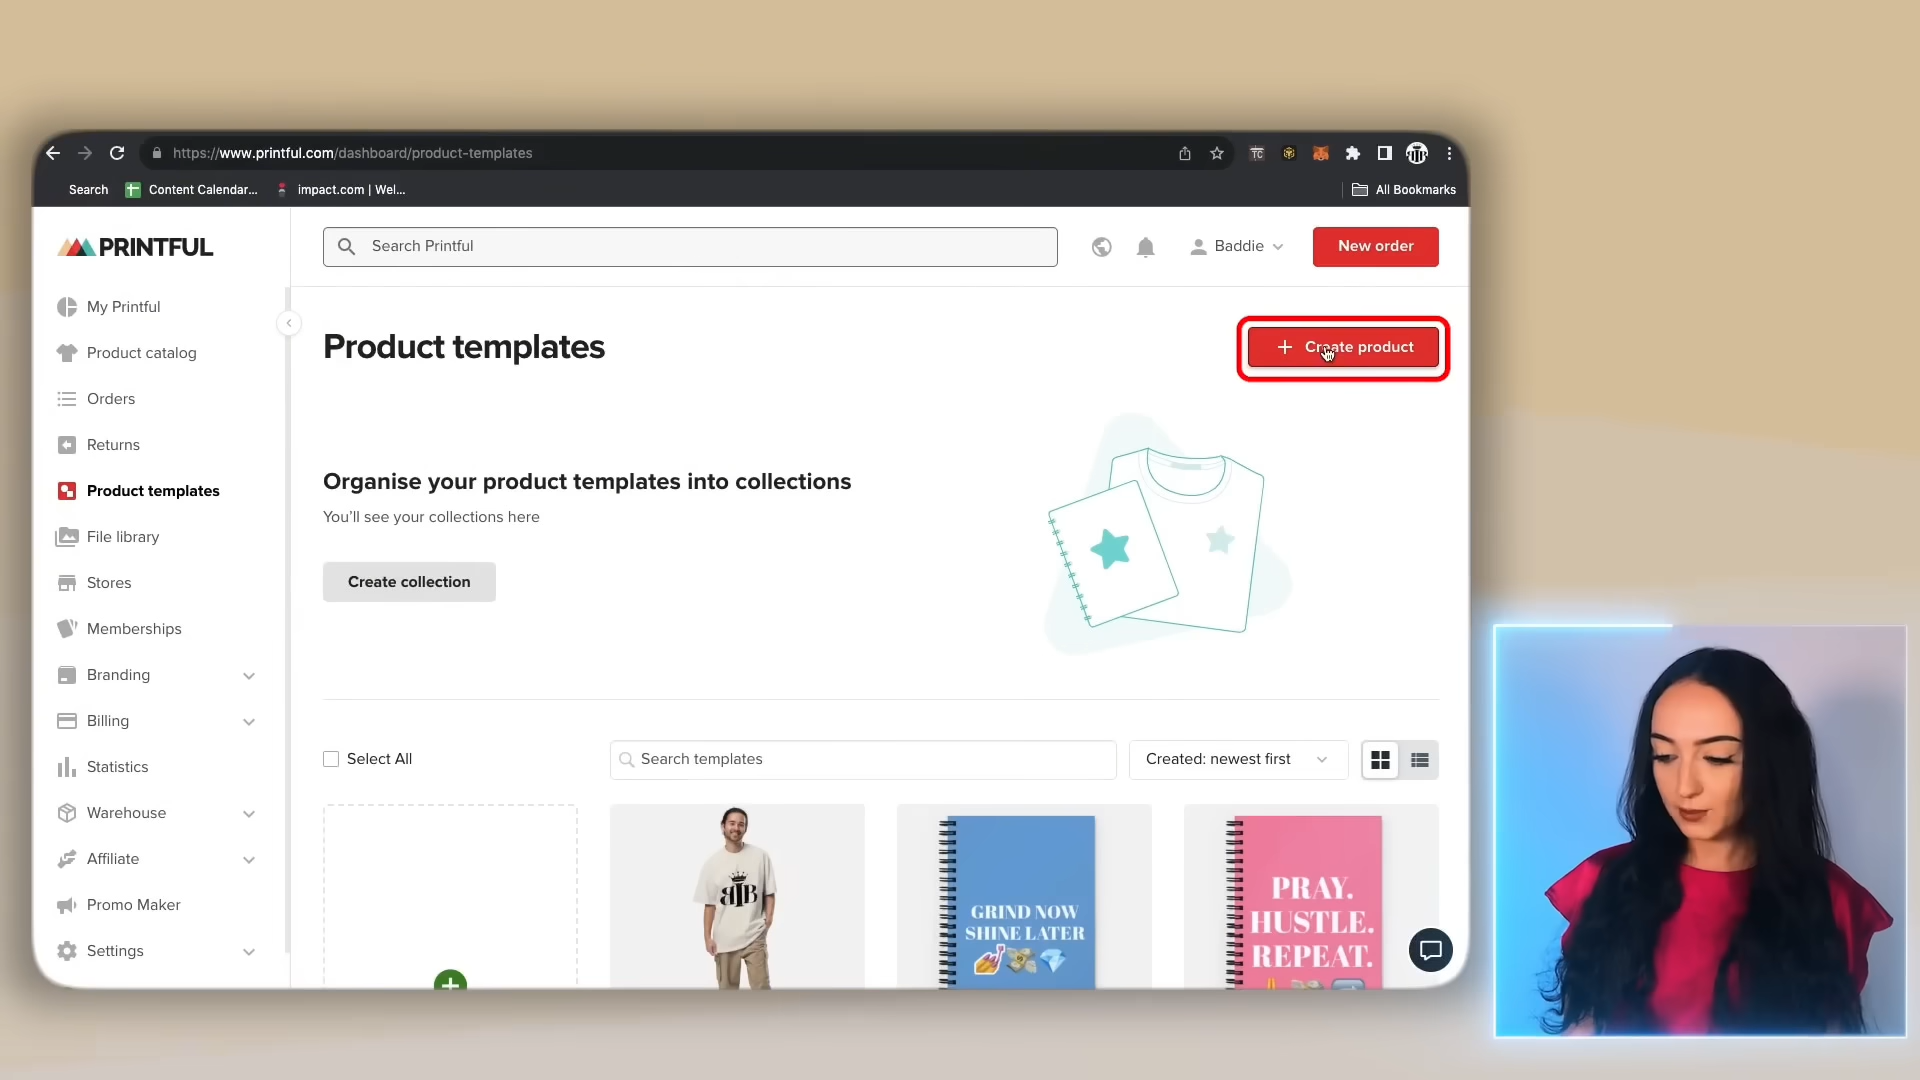 https://www.printful.com/dashboard/product-templates
TC
Search
Content Calendar...
impact.com | Wel...
All Bookmarks
PRINTFUL
Search Printful
Baddie
New order
My Printful
Product catalog
Orders
Returns
Product templates
File library
Stores
Memberships
Branding
Billing
Statistics
Warehouse
Affiliate
Promo Maker
Settings
Product templates
Create product
Organise your product templates into collections
You'll see your collections here
Create collection
Select All
Search templates
Created: newest first
BIB
GRIND NOW
SHINE LATER
PRAY.
HUSTLE.
REPEAT.